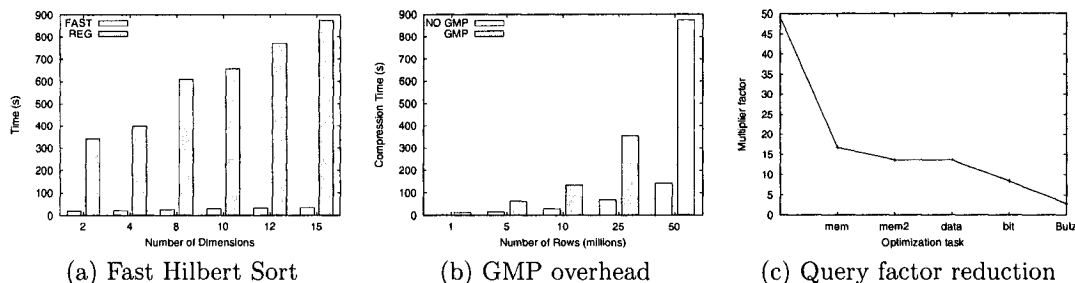 FAST
REG
900
800
700
600
500
400
300
200
100
0
Time (s)
2 4 8 10 12 15
Number of Dimensions
(a) Fast Hilbert Sort
NO GMP
GMP
900
800
700
600
500
400
300
200
100
0
Compression Time (s)
1 5 10 25 50
Number of Rows (millions)
(b) GMP overhead
50
45
40
35
30
25
20
15
10
5
0
Multiplier factor
mem mem2 data bit Bulz
Optimization task
(c) Query factor reduction